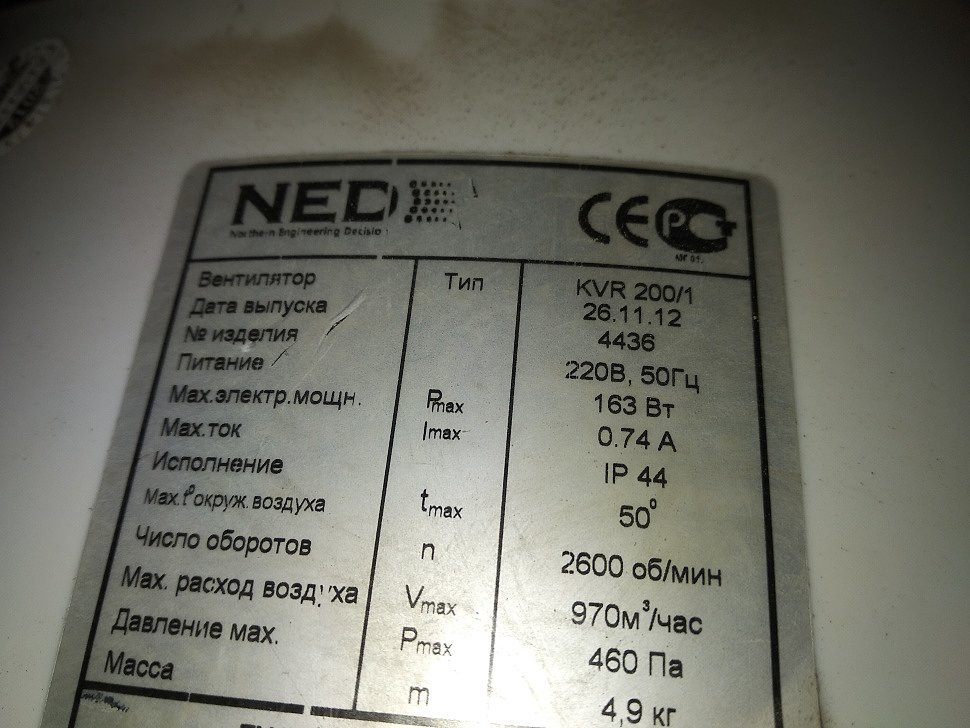 NED
Northern Engineering Decision
CE РСТ
Вентилятор Тип KVR 200/1
Дата выпуска 26.11.12
№ изделия 4436
Питание 220В, 50Гц
Мах.электр.мощн. Pmax 163 Вт
Мах.ток Imax 0.74 А
Исполнение IP 44
Мах.t°окруж.воздуха tmax 50°
Число оборотов n 2600 об/мин
Мах. расход воздуха Vmax 970м³/час
Давление мах. Pmax 460 Па
Масса m 4,9 кг